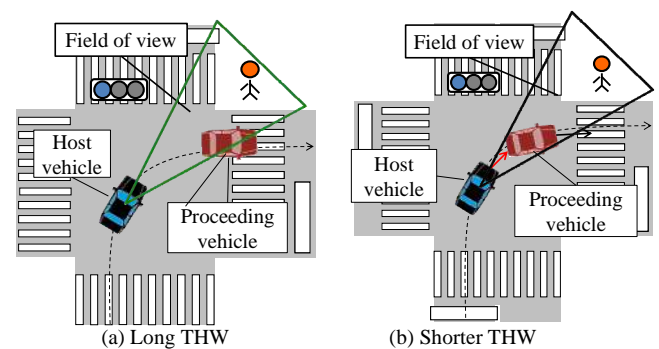 Field of view
Host
vehicle
Proceeding
vehicle
(a) Long THW
Field of view
Host
vehicle
Proceeding
vehicle
(b) Shorter THW